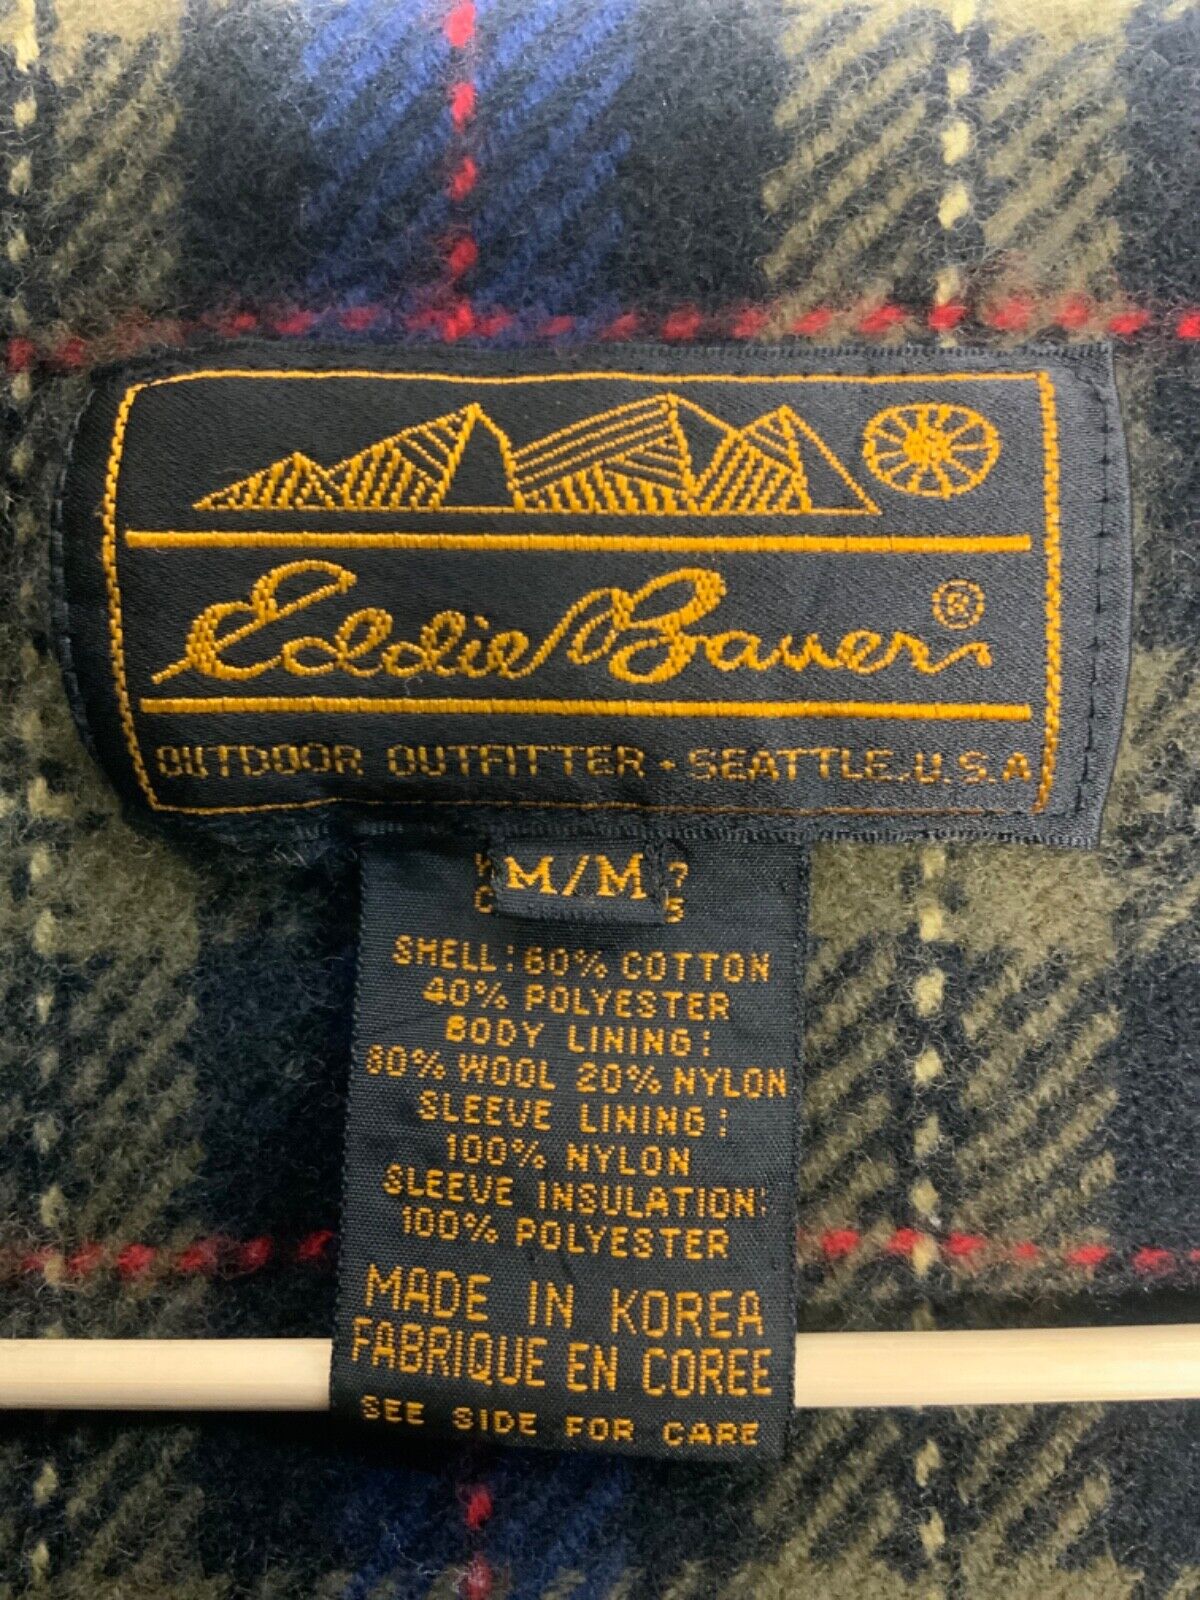 Eddie Bauer ®
OUTDOOR OUTFITTER • SEATTLE, U.S.A
M/M
SHELL: 60% COTTON
40% POLYESTER
BODY LINING:
80% WOOL 20% NYLON
SLEEVE LINING:
100% NYLON
SLEEVE INSULATION:
100% POLYESTER
MADE IN KOREA
FABRIQUE EN COREE
SEE SIDE FOR CARE